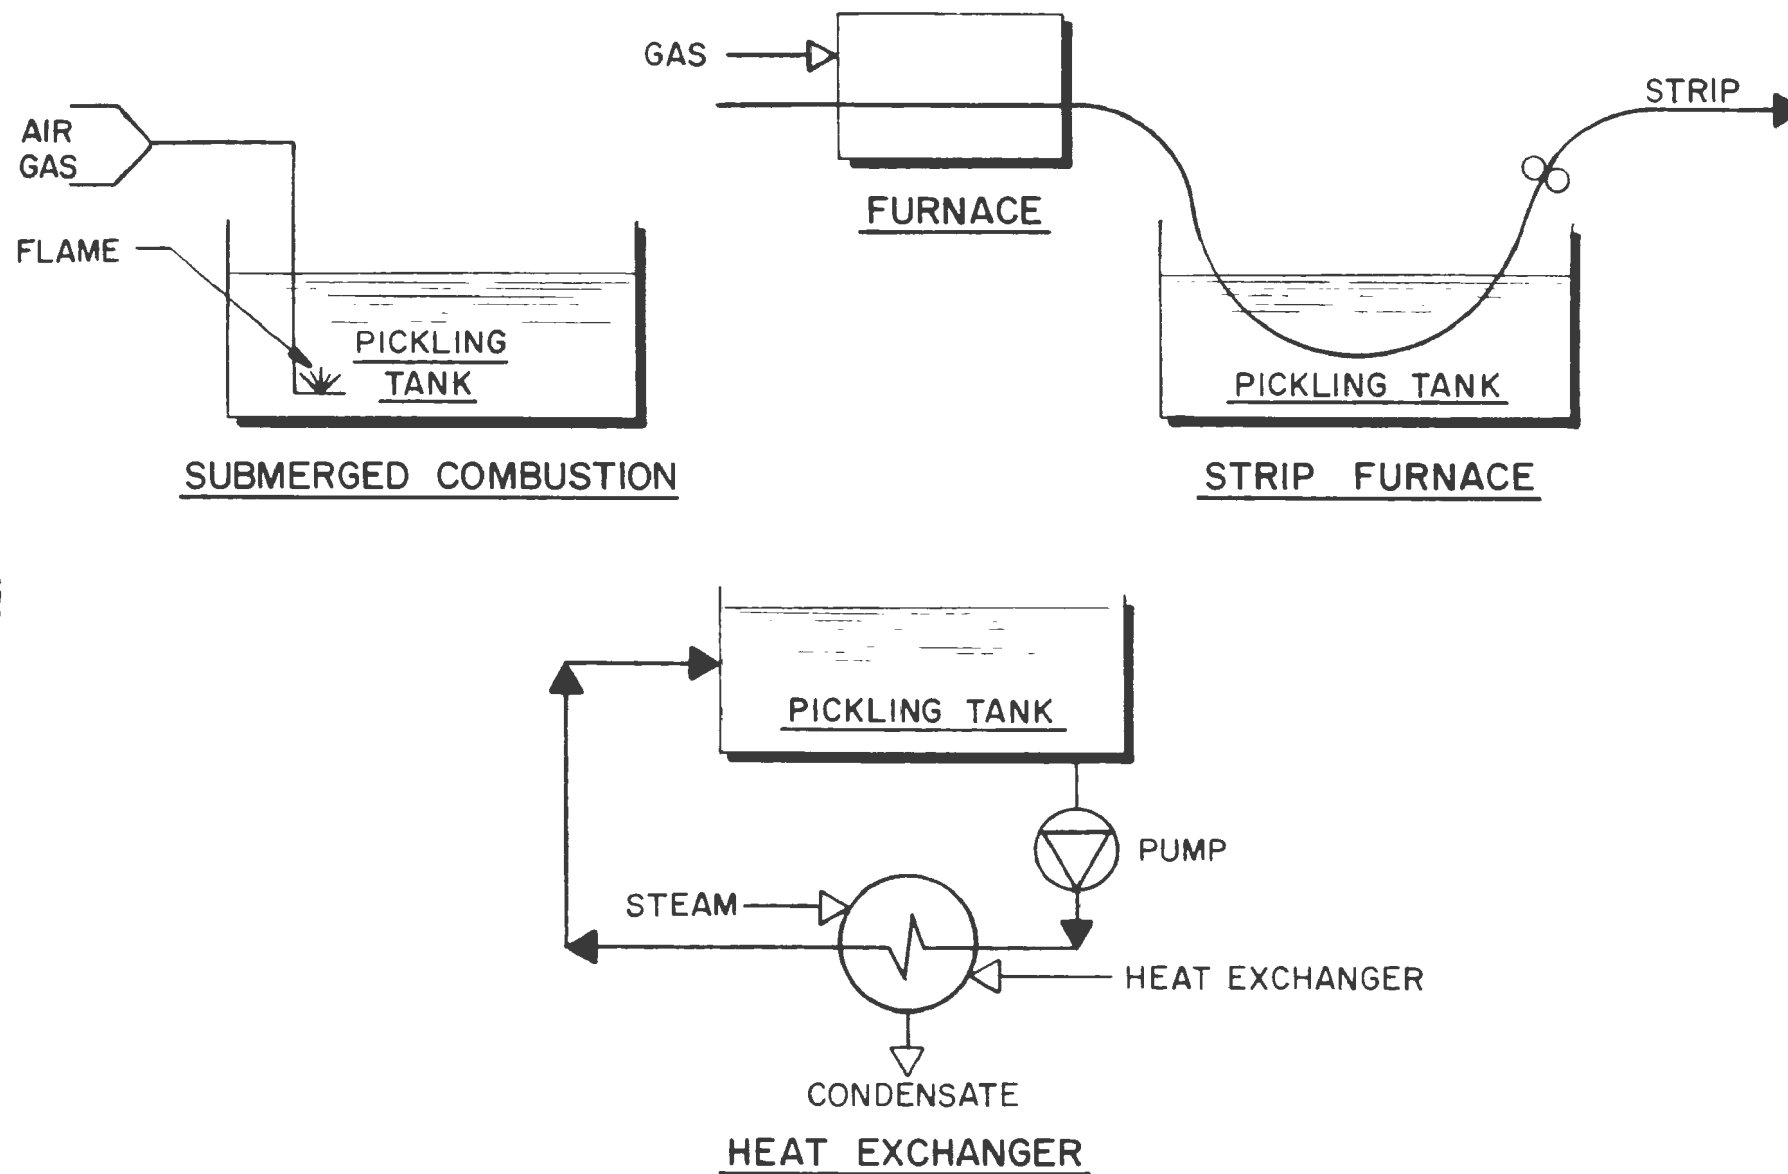 AIR
GAS
FLAME
PICKLING
TANK
SUBMERGED COMBUSTION
GAS
FURNACE
STRIP
PICKLING TANK
STRIP FURNACE
PICKLING TANK
PUMP
STEAM
HEAT EXCHANGER
CONDENSATE
HEAT EXCHANGER